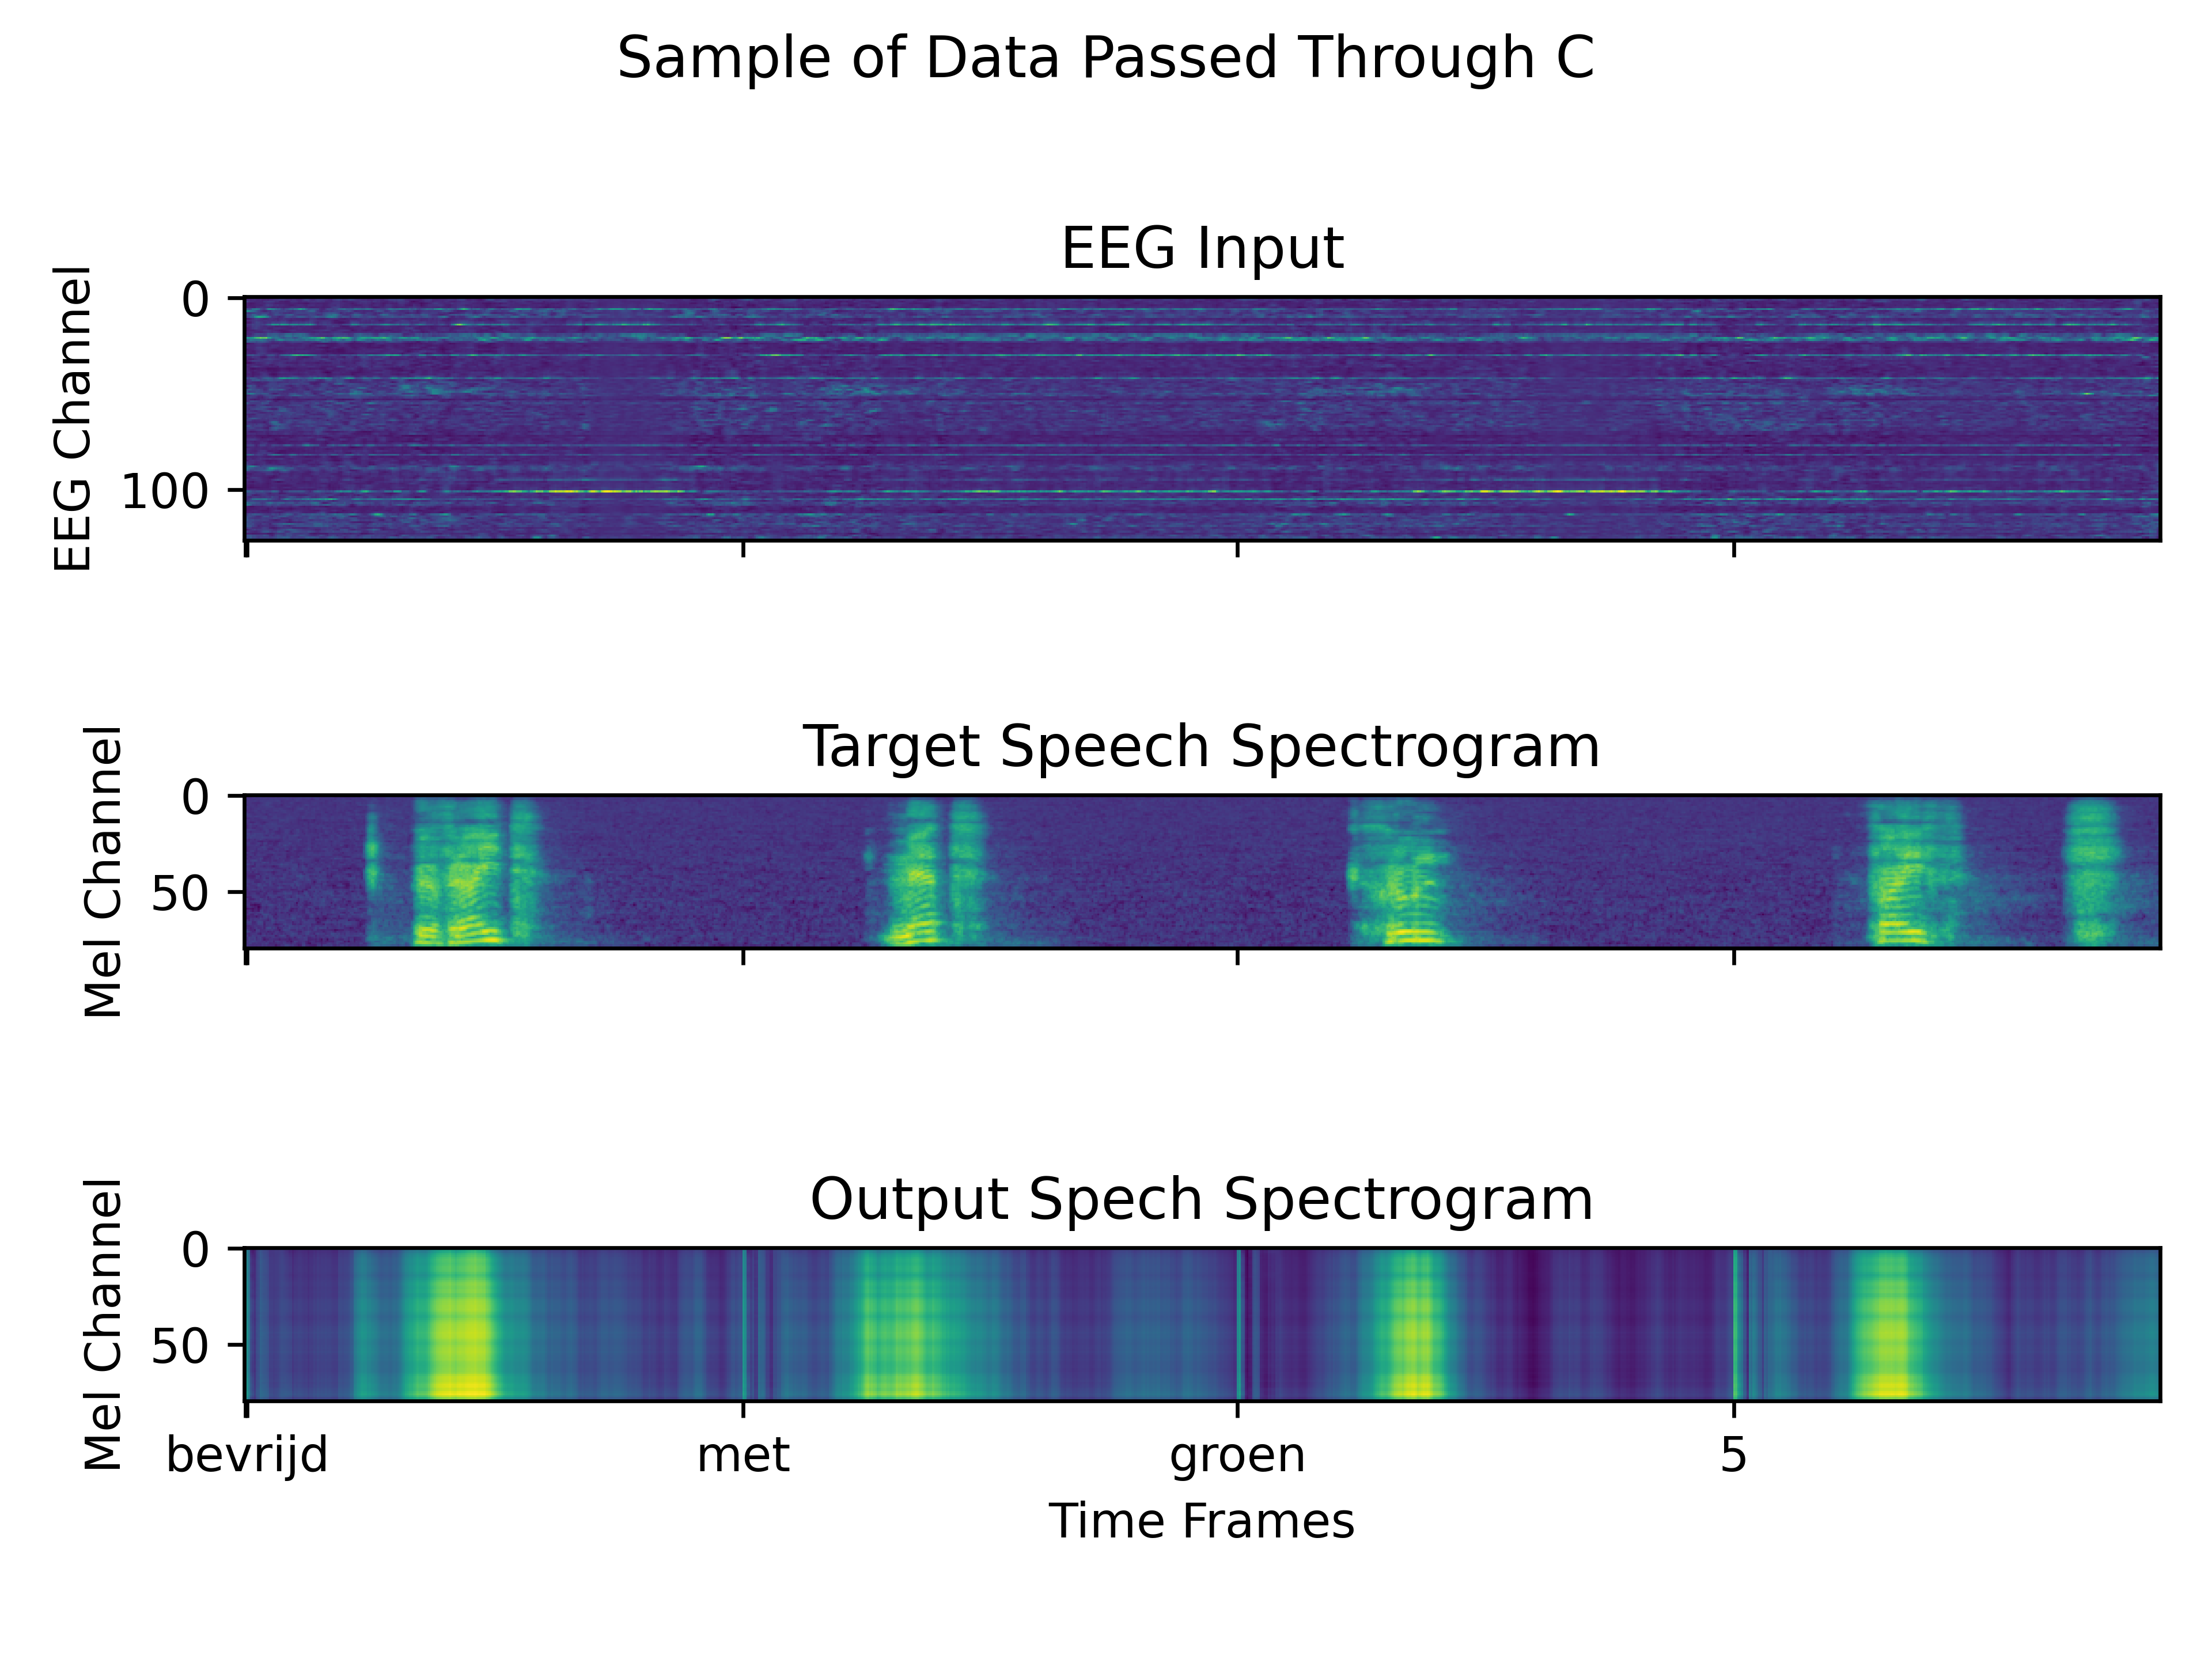 Sample of Data Passed Through C
EEG Input
EEG Channel
0
100
Target Speech Spectrogram
Mel Channel
0
50
Output Spech Spectrogram
Mel Channel
0
50
bevrijd met groen 5
Time Frames